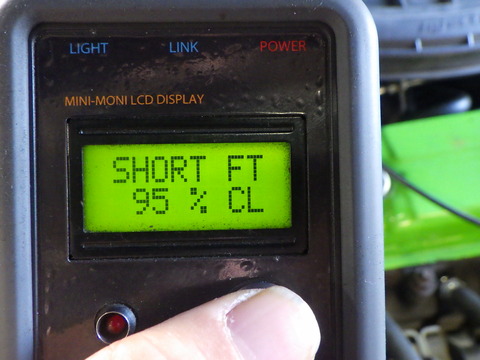 LIGHT LINK POWER
MINI-MONI LCD DISPLAY
SHORT FT
95 % CL